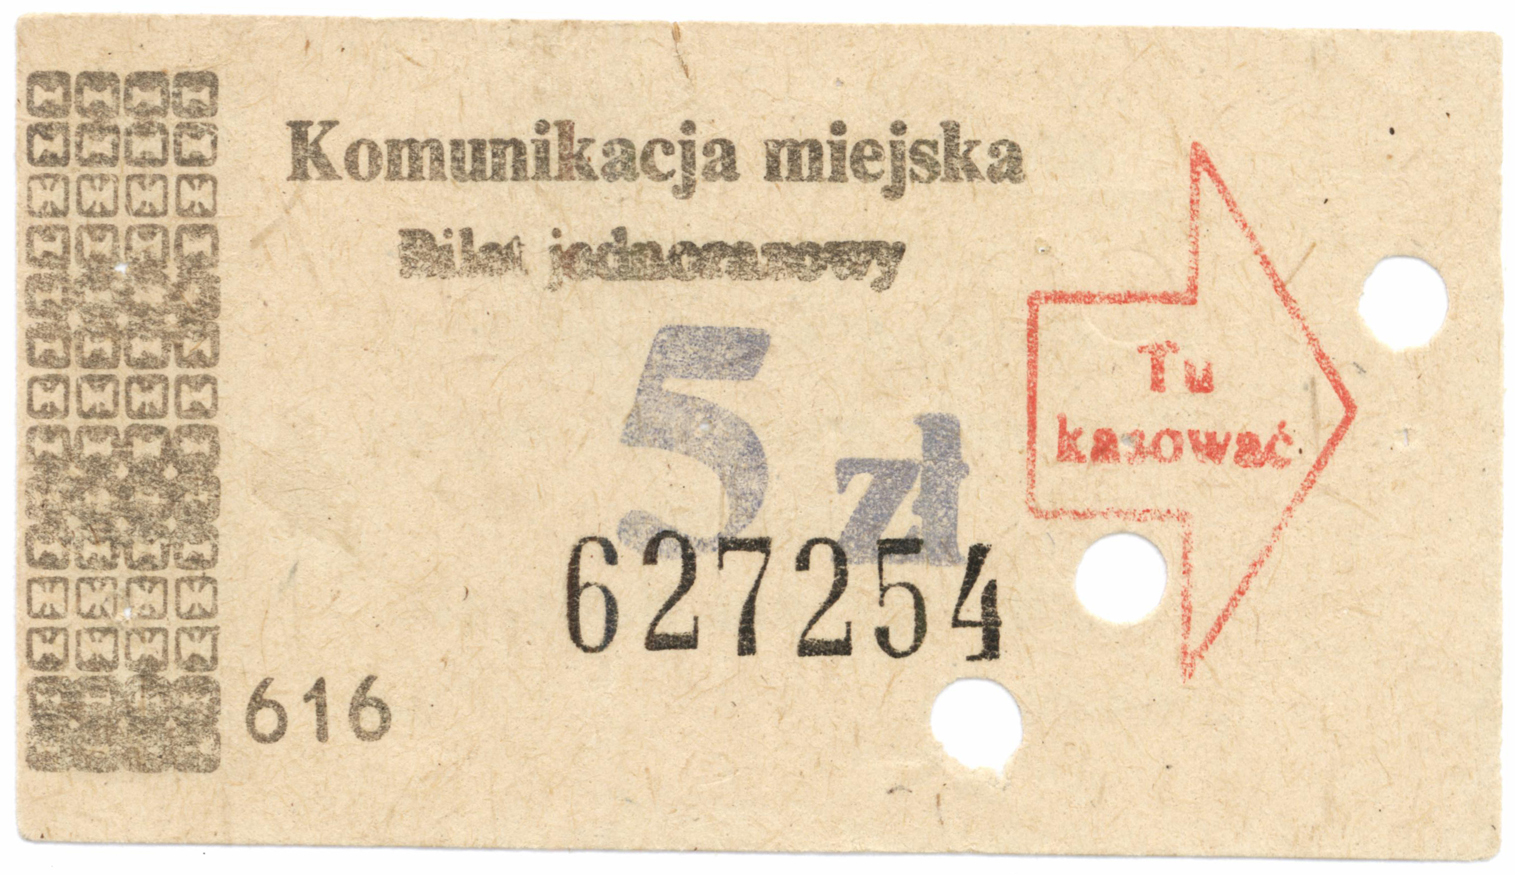 Komunikacja miejska
Bilet jednorazowy
5 zł
Tu
kasować
627254
616